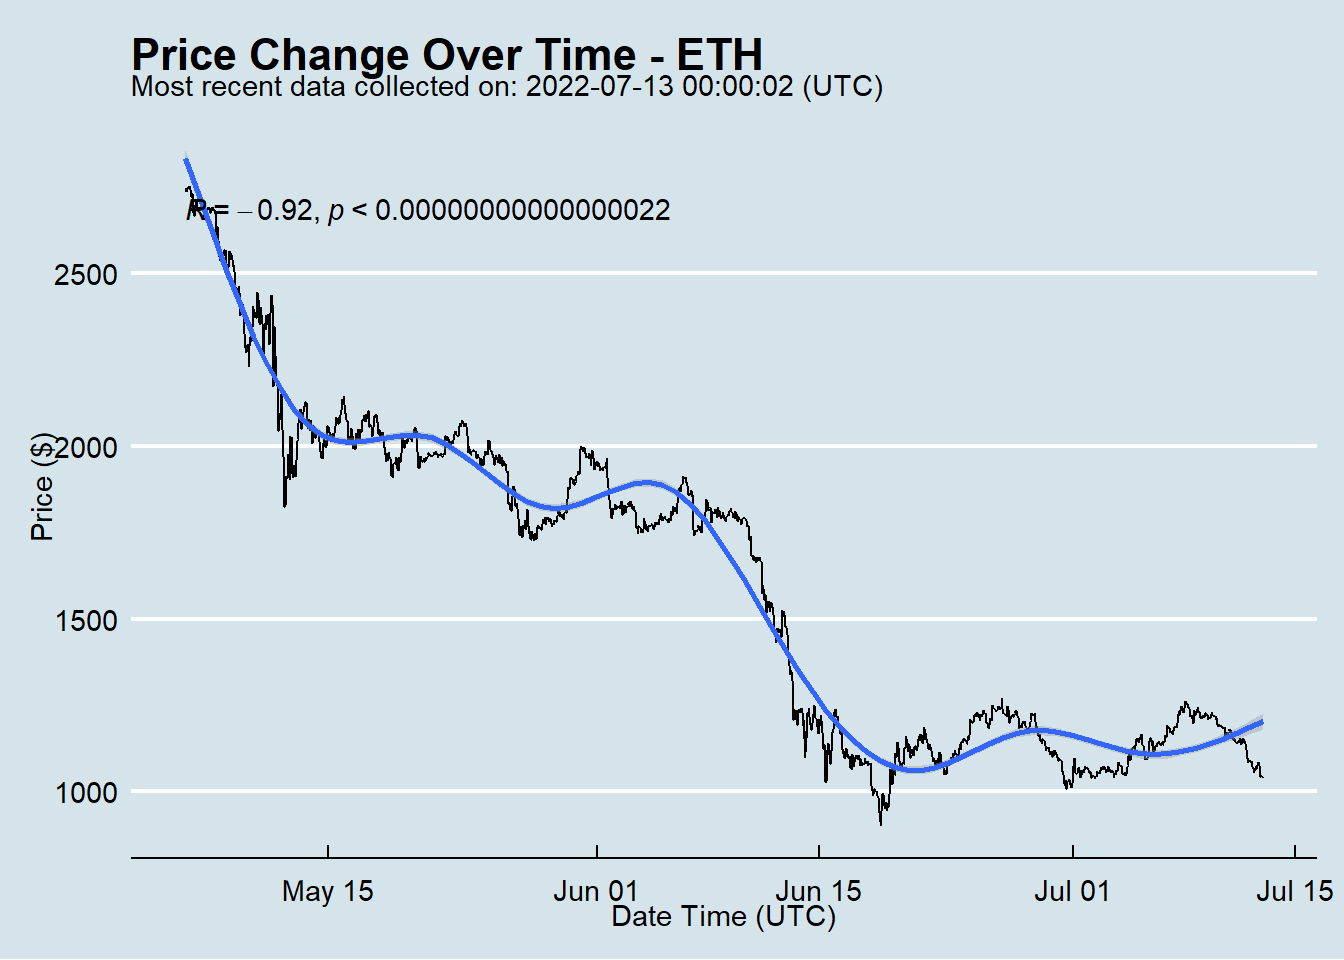 Price Change Over Time - ETH
Most recent data collected on: 2022-07-13 00:00:02 (UTC)
R = −0.92, p < 0.00000000000000022
2500
2000
1500
1000
Price ($)
May 15
Jun 01
Jun 15
Jul 01
Jul 15
Date Time (UTC)